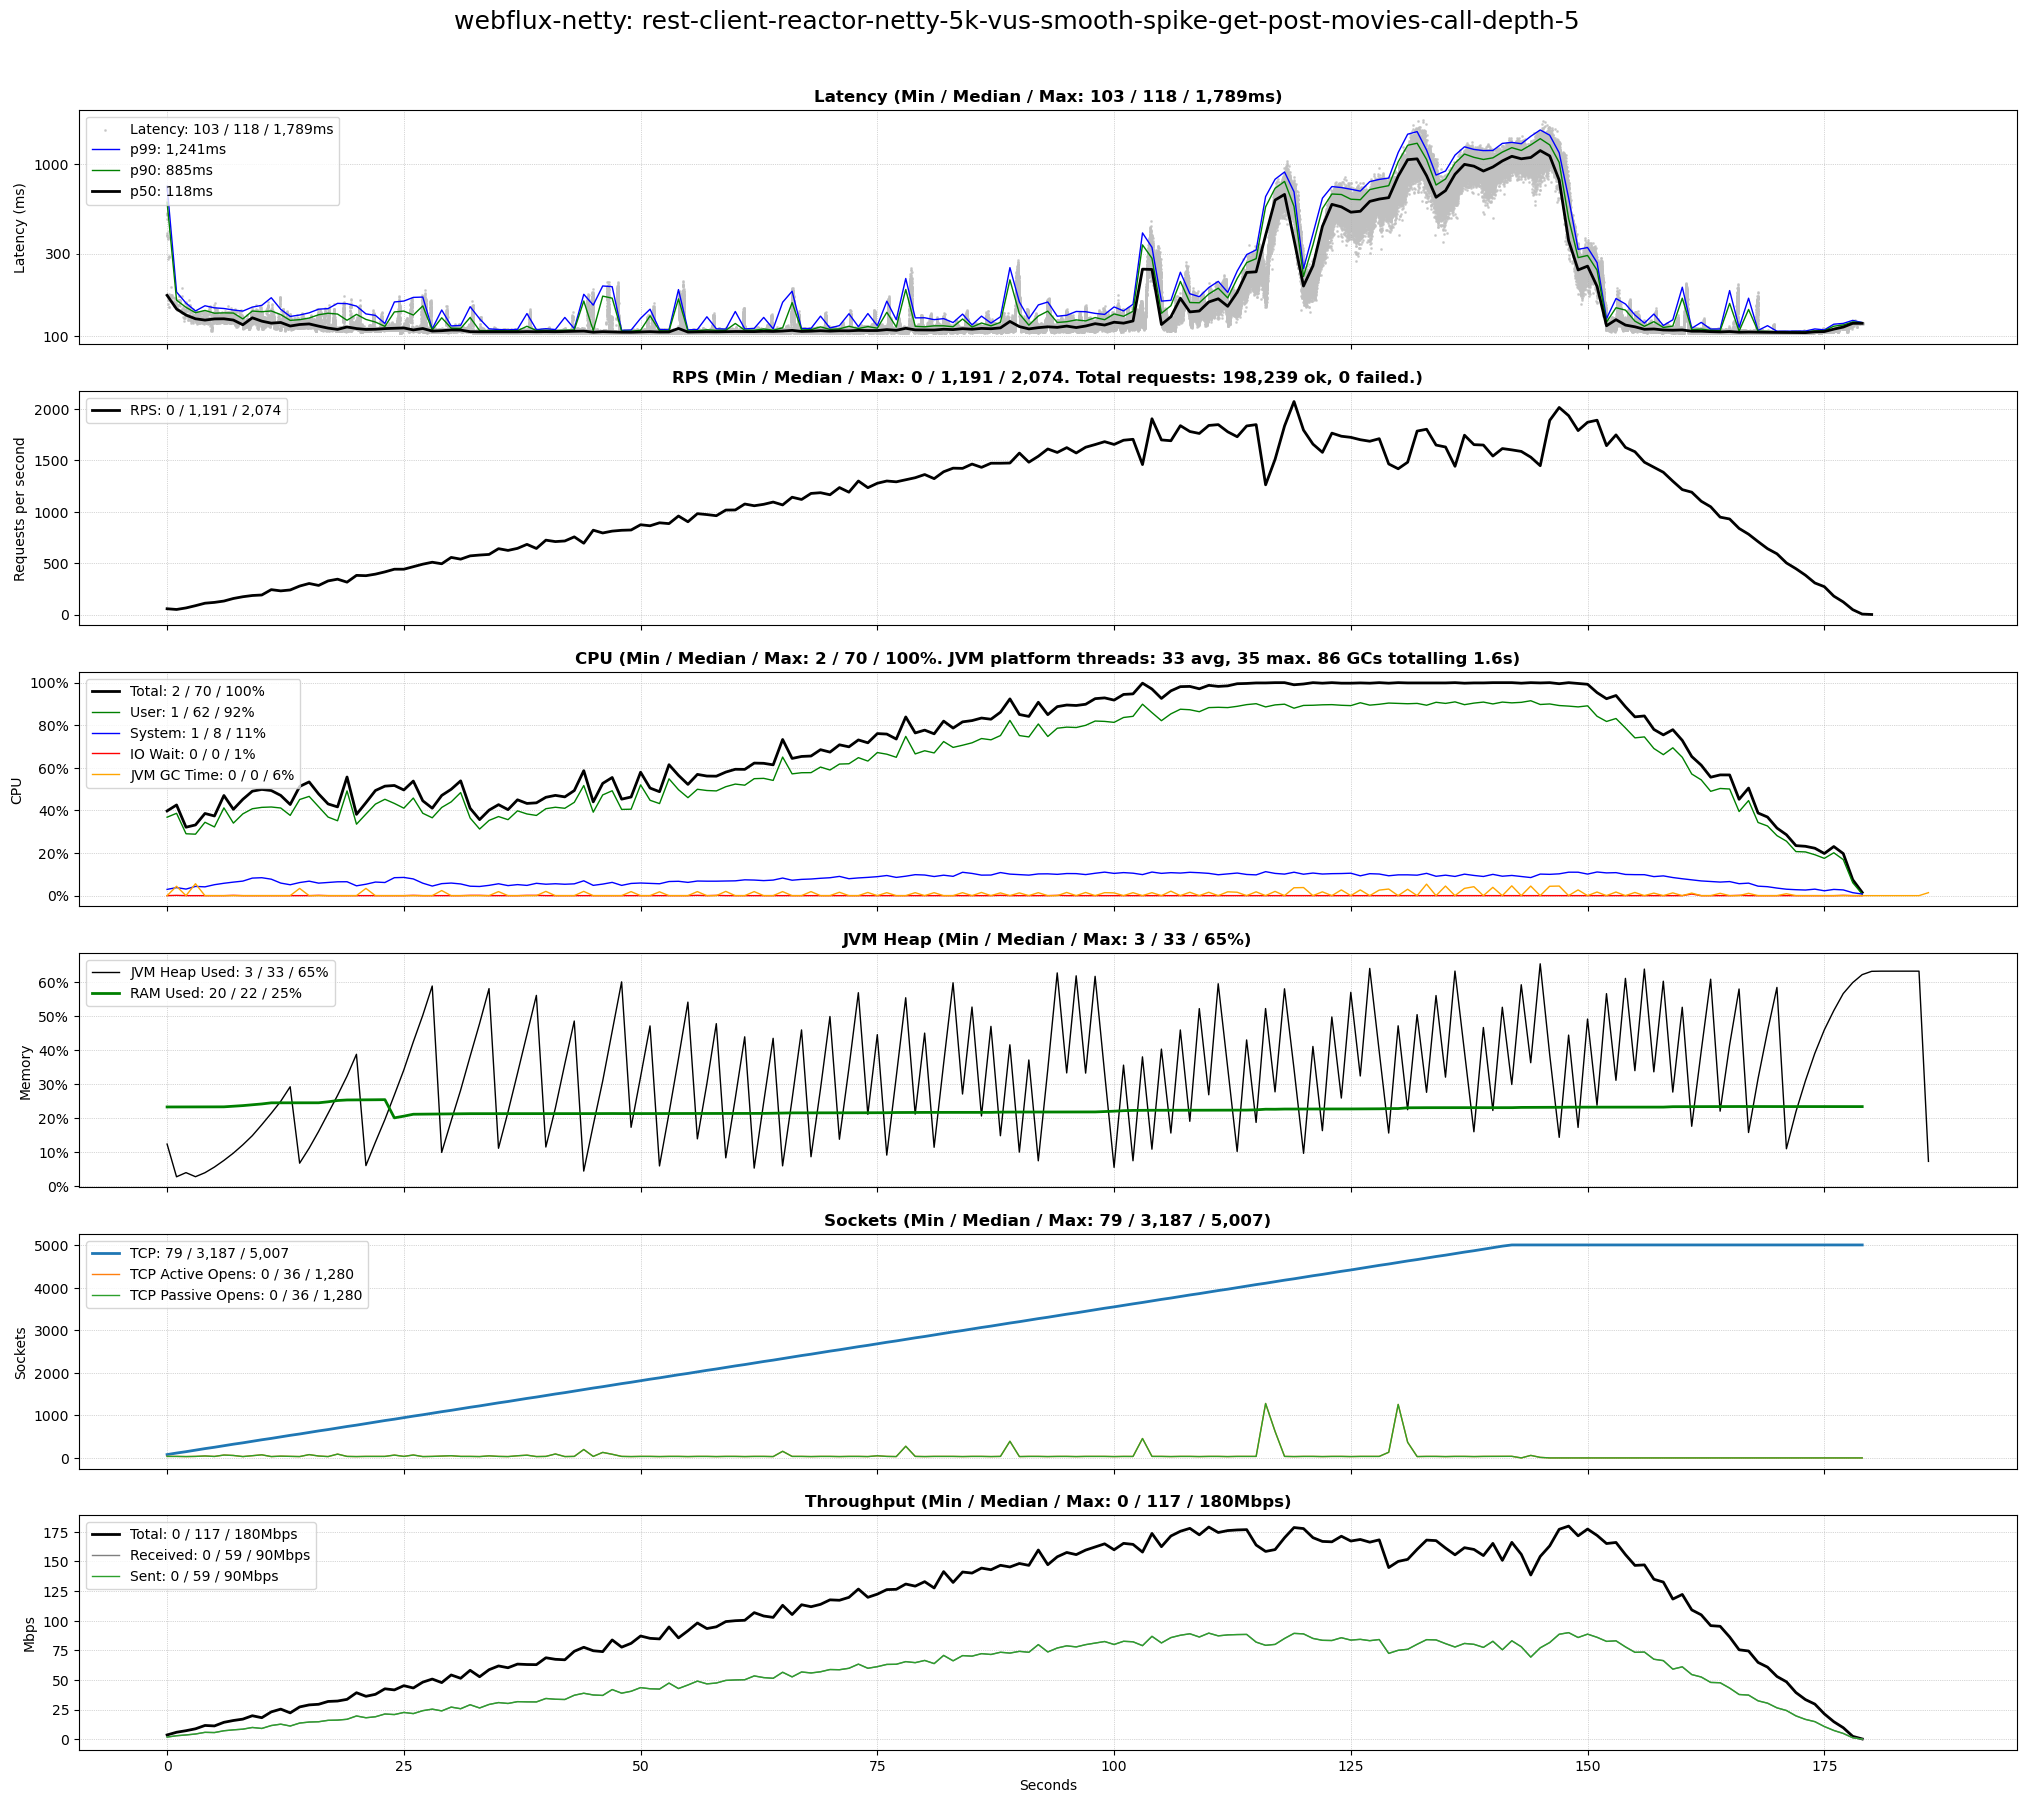 webflux-netty: rest-client-reactor-netty-5k-vus-smooth-spike-get-post-movies-call-depth-5
Latency (Min / Median / Max: 103 / 118 / 1,789ms)
Latency: 103 / 118 / 1,789ms
p99: 1,241ms
p90: 885ms
p50: 118ms
Latency (ms)
1000
300
100
RPS (Min / Median / Max: 0 / 1,191 / 2,074. Total requests: 198,239 ok, 0 failed.)
RPS: 0 / 1,191 / 2,074
Requests per second
2000
1500
1000
500
0
CPU (Min / Median / Max: 2 / 70 / 100%. JVM platform threads: 33 avg, 35 max. 86 GCs totalling 1.6s)
Total: 2 / 70 / 100%
User: 1 / 62 / 92%
System: 1 / 8 / 11%
IO Wait: 0 / 0 / 1%
JVM GC Time: 0 / 0 / 6%
CPU
100%
80%
60%
40%
20%
0%
JVM Heap (Min / Median / Max: 3 / 33 / 65%)
JVM Heap Used: 3 / 33 / 65%
RAM Used: 20 / 22 / 25%
Memory
60%
50%
40%
30%
20%
10%
0%
Sockets (Min / Median / Max: 79 / 3,187 / 5,007)
TCP: 79 / 3,187 / 5,007
TCP Active Opens: 0 / 36 / 1,280
TCP Passive Opens: 0 / 36 / 1,280
Sockets
5000
4000
3000
2000
1000
0
Throughput (Min / Median / Max: 0 / 117 / 180Mbps)
Total: 0 / 117 / 180Mbps
Received: 0 / 59 / 90Mbps
Sent: 0 / 59 / 90Mbps
Mbps
175
150
125
100
75
50
25
0
0 25 50 75 100 125 150 175
Seconds